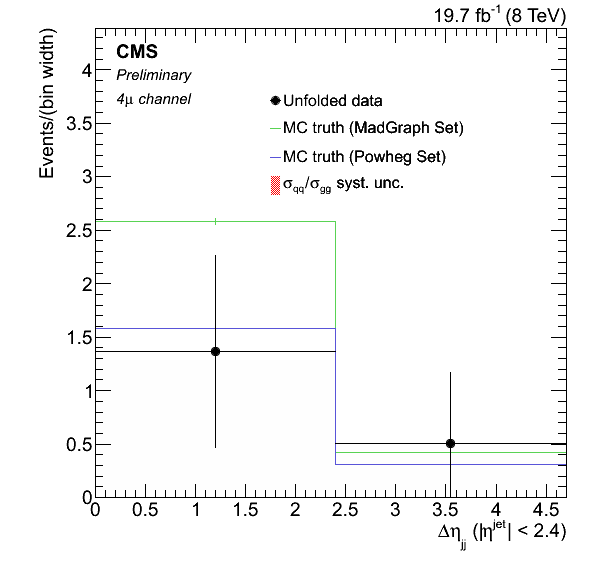 19.7 fb⁻¹ (8 TeV)
CMS
Preliminary
4μ channel
Unfolded data
MC truth (MadGraph Set)
MC truth (Powheg Set)
σqq/σgg syst. unc.
Events/(bin width)
4
3.5
3
2.5
2
1.5
1
0.5
0
0 0.5 1 1.5 2 2.5 3 3.5 4 4.5
Δηjj (|ηjet| < 2.4)